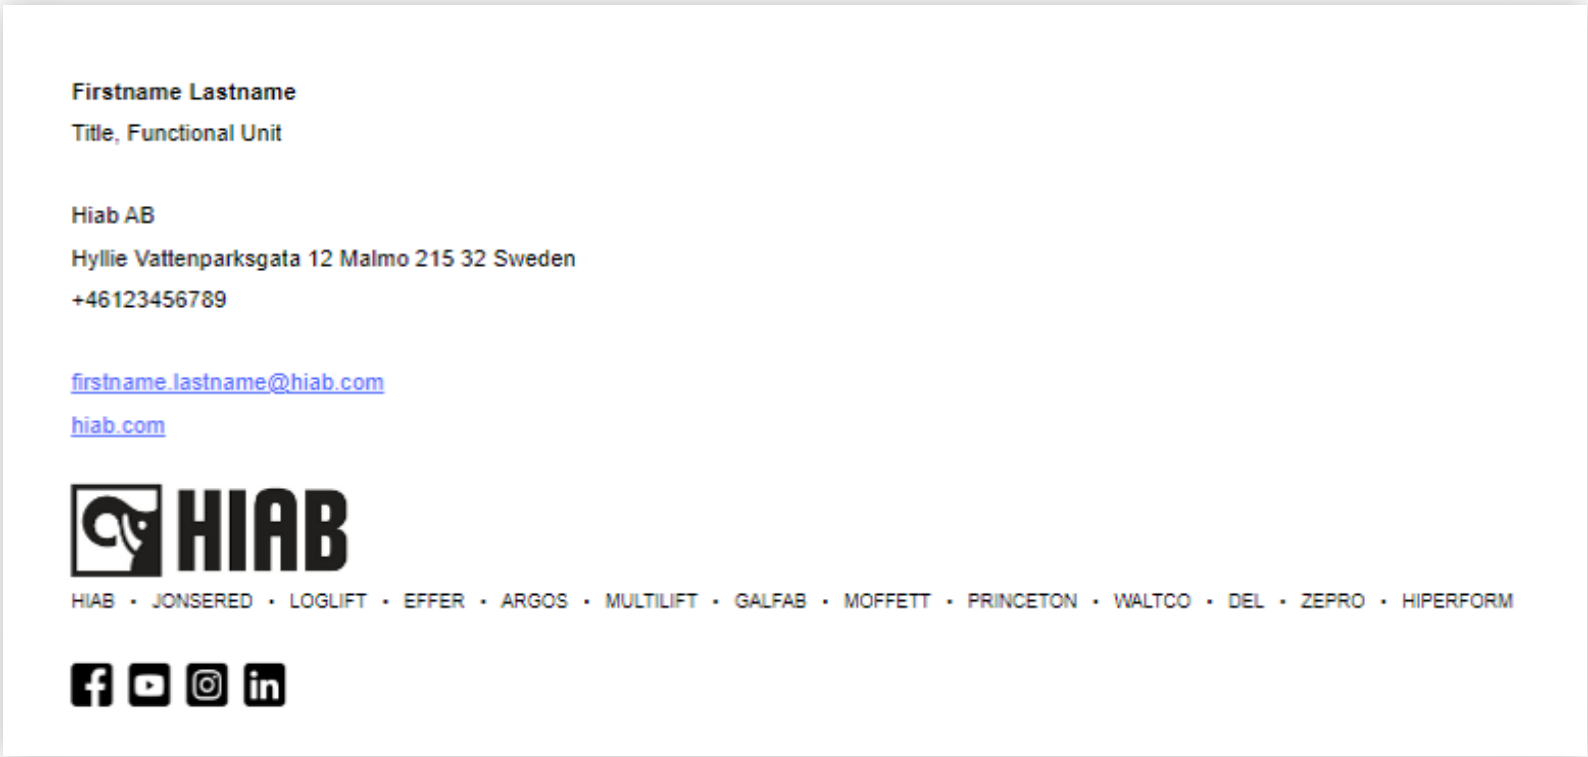 Firstname Lastname
Title, Functional Unit
Hiab AB
Hyllie Vattenparksgata 12 Malmo 215 32 Sweden
+46123456789
firstname.lastname@hiab.com
hiab.com
HIAB
HIAB • JONSERED • LOGLIFT • EFFER • ARGOS • MULTILIFT • GALFAB • MOFFETT • PRINCETON • WALTCO • DEL • ZEPRO • HIPERFORM
f in